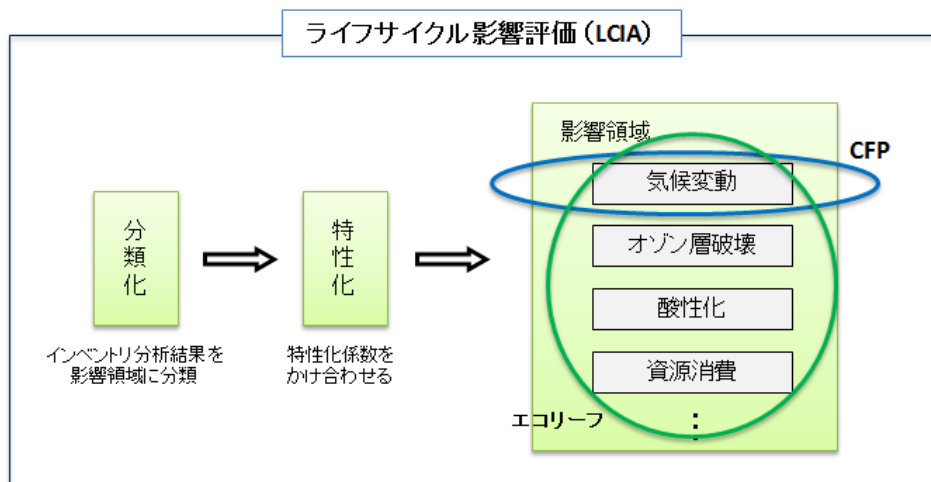 ライフサイクル影響評価（LCIA）
影響領域
CFP
気候変動
分類化
特性化
オゾン層破壊
酸性化
インベントリ分析結果を
影響領域に分類
特性化係数を
かけ合わせる
資源消費
エコリーフ
：